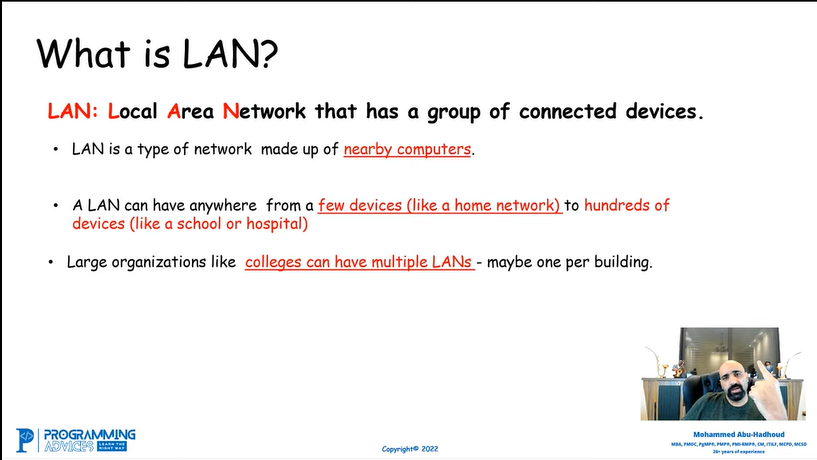 What is LAN?
LAN: Local Area Network that has a group of connected devices.
• LAN is a type of network made up of nearby computers.
• A LAN can have anywhere from a few devices (like a home network) to hundreds of
devices (like a school or hospital)
• Large organizations like colleges can have multiple LANs - maybe one per building.
PROGRAMMING
ADVICES LEARN THE
RIGHT WAY
Copyright© 2022
Mohammed Abu-Hadhoud
MBA, PMOC, PgMP®, PMP®, PMI-RMP®, CM, ITILF, MCPD, MCSD
26+ years of experience